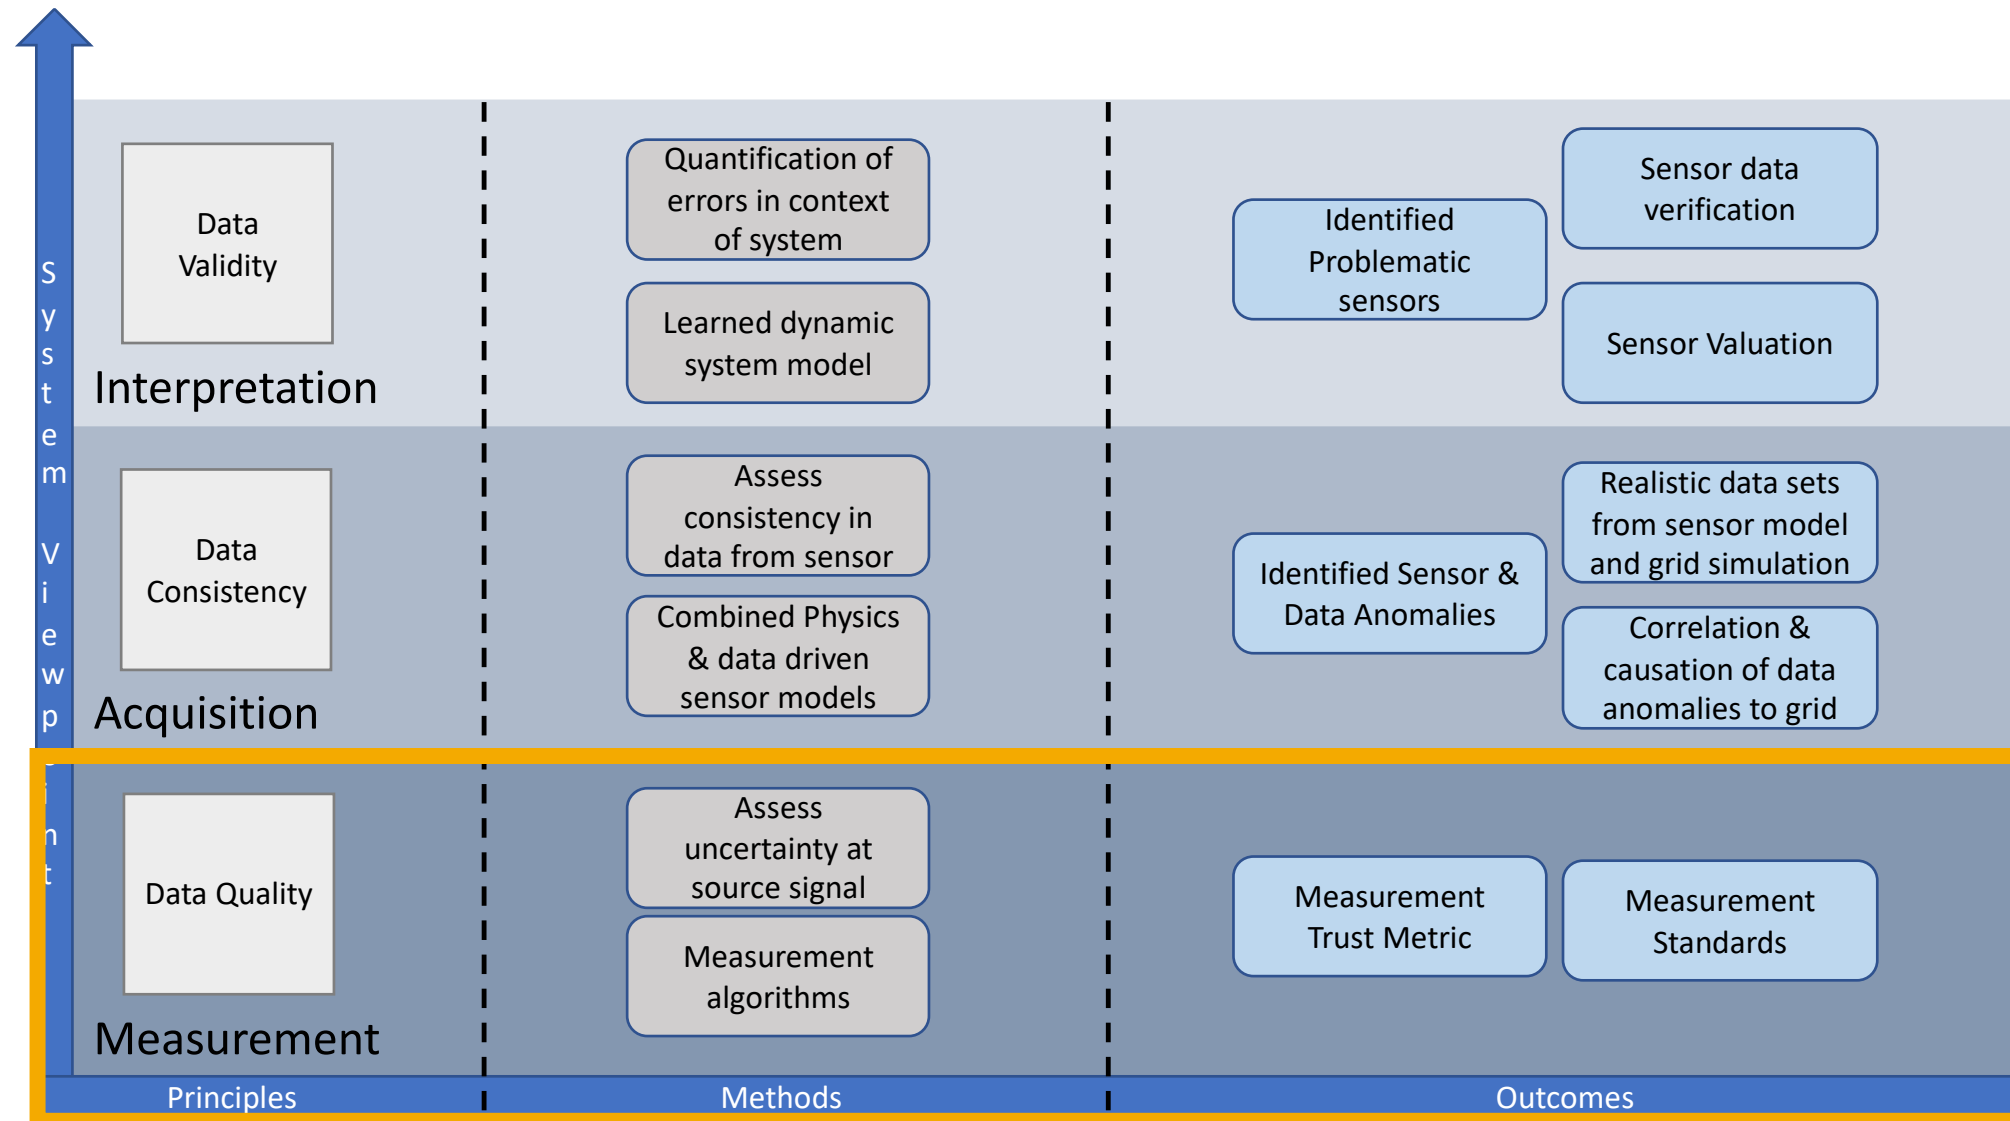 System Viewpoint
Data
Validity
Interpretation
Quantification of
errors in context
of system
Learned dynamic
system model
Identified
Problematic
sensors
Sensor data
verification
Sensor Valuation
Data
Consistency
Acquisition
Assess
consistency in
data from sensor
Combined Physics
& data driven
sensor models
Identified Sensor &
Data Anomalies
Realistic data sets
from sensor model
and grid simulation
Correlation &
causation of data
anomalies to grid
Data Quality
Measurement
Assess
uncertainty at
source signal
Measurement
algorithms
Measurement
Trust Metric
Measurement
Standards
Principles
Methods
Outcomes